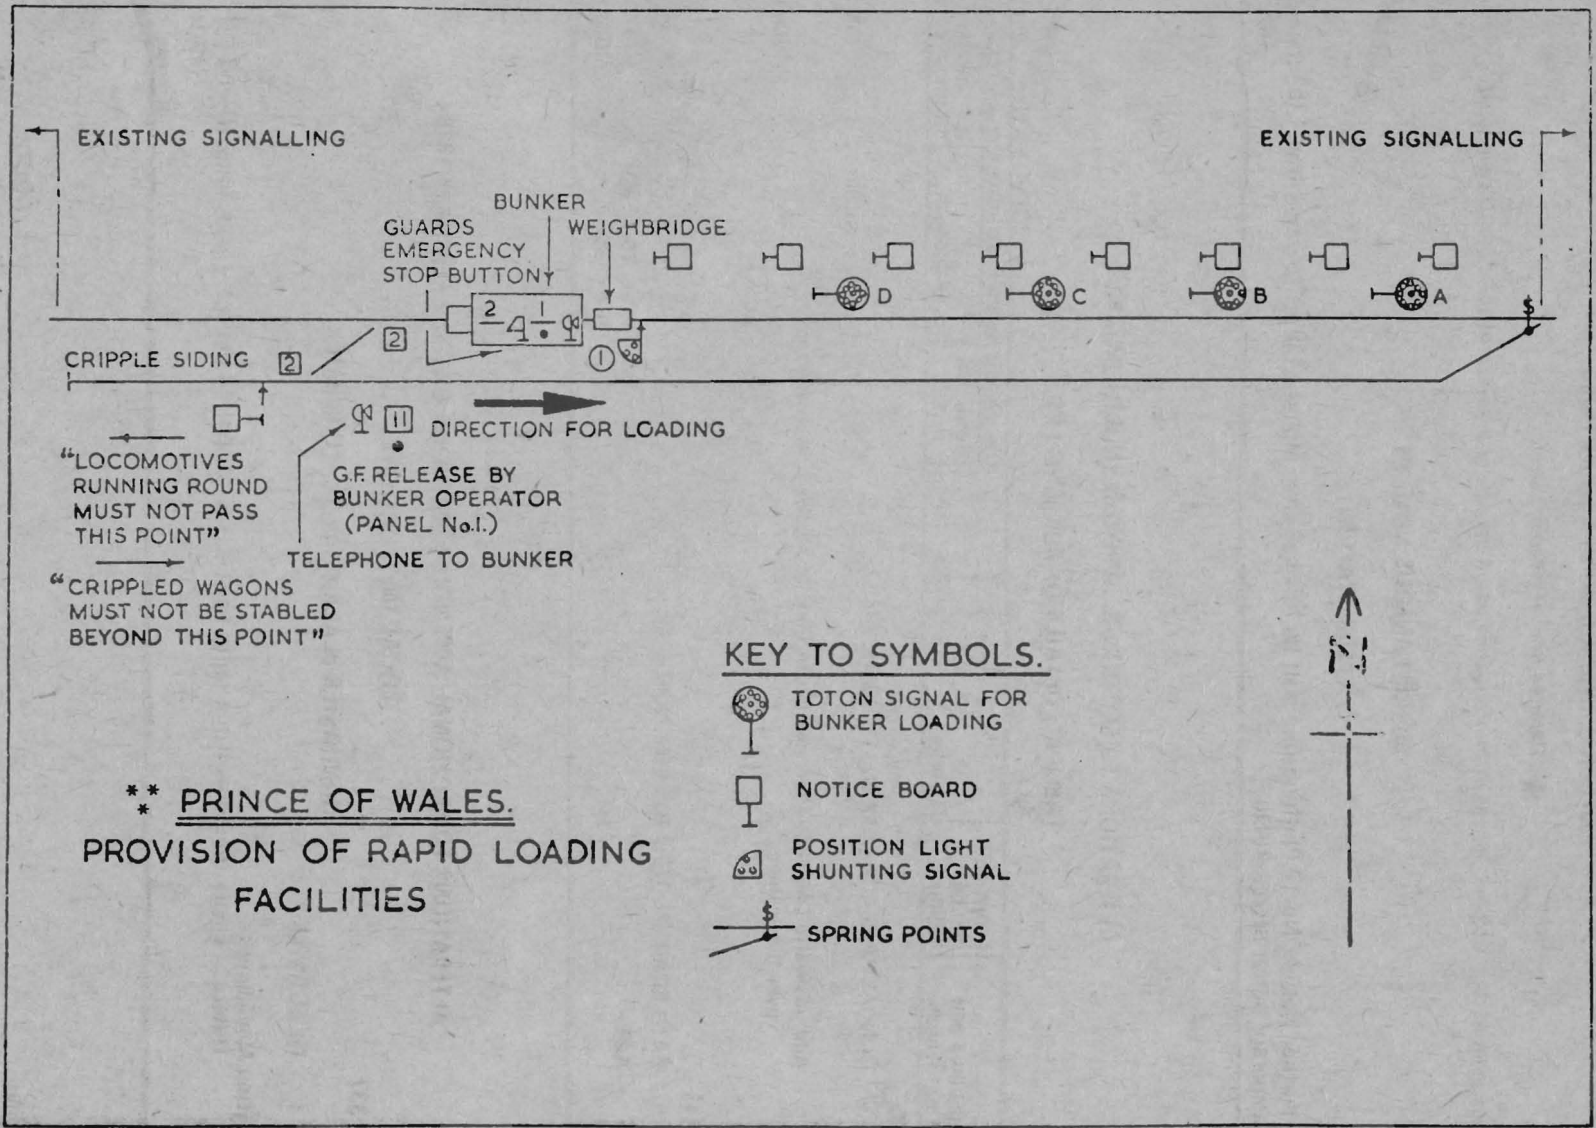 EXISTING SIGNALLING
EXISTING SIGNALLING
BUNKER
GUARDS
EMERGENCY
STOP BUTTON
WEIGHBRIDGE
D
C
B
A
$
2
1
2
1
CRIPPLE SIDING
2
11
DIRECTION FOR LOADING
"LOCOMOTIVES
RUNNING ROUND
MUST NOT PASS
THIS POINT"
G.F. RELEASE BY
BUNKER OPERATOR
(PANEL No.1.)
TELEPHONE TO BUNKER
"CRIPPLED WAGONS
MUST NOT BE STABLED
BEYOND THIS POINT"
KEY TO SYMBOLS.
TOTON SIGNAL FOR
BUNKER LOADING
NOTICE BOARD
POSITION LIGHT
SHUNTING SIGNAL
$
SPRING POINTS
N
*** PRINCE OF WALES.
PROVISION OF RAPID LOADING
FACILITIES